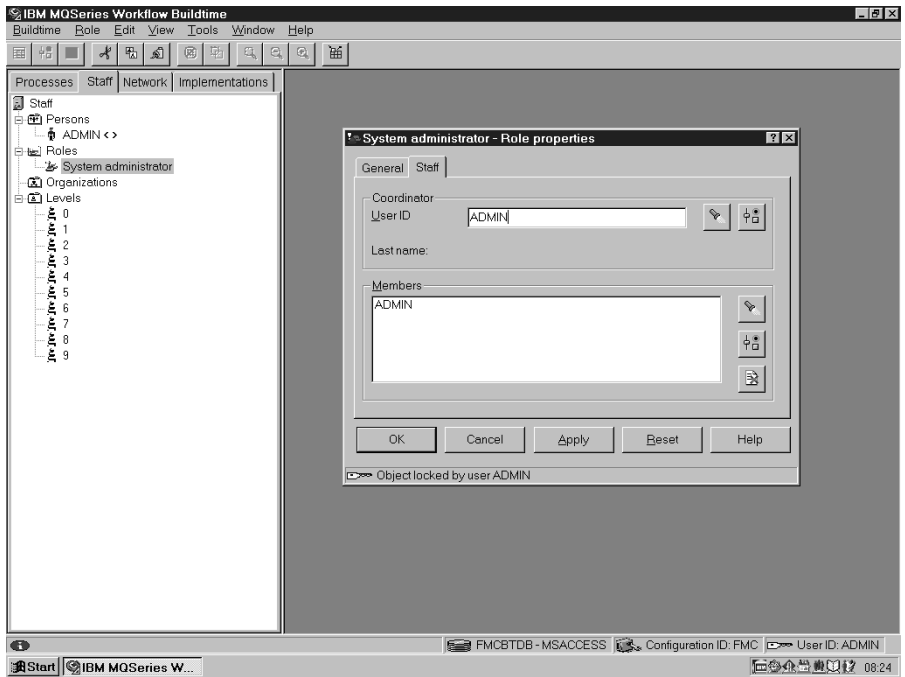 IBM MQSeries Workflow Buildtime
Buildtime Role Edit View Tools Window Help
Processes Staff Network Implementations
Staff
Persons
ADMIN < >
Roles
System administrator
Organizations
Levels
0
1
2
3
4
5
6
7
8
9
System administrator - Role properties
General Staff
Coordinator
User ID ADMIN
Last name:
Members
ADMIN
OK Cancel Apply Reset Help
Object locked by user ADMIN
FMCBTDB - MSACCESS Configuration ID: FMC User ID: ADMIN
Start IBM MQSeries W... 08:24